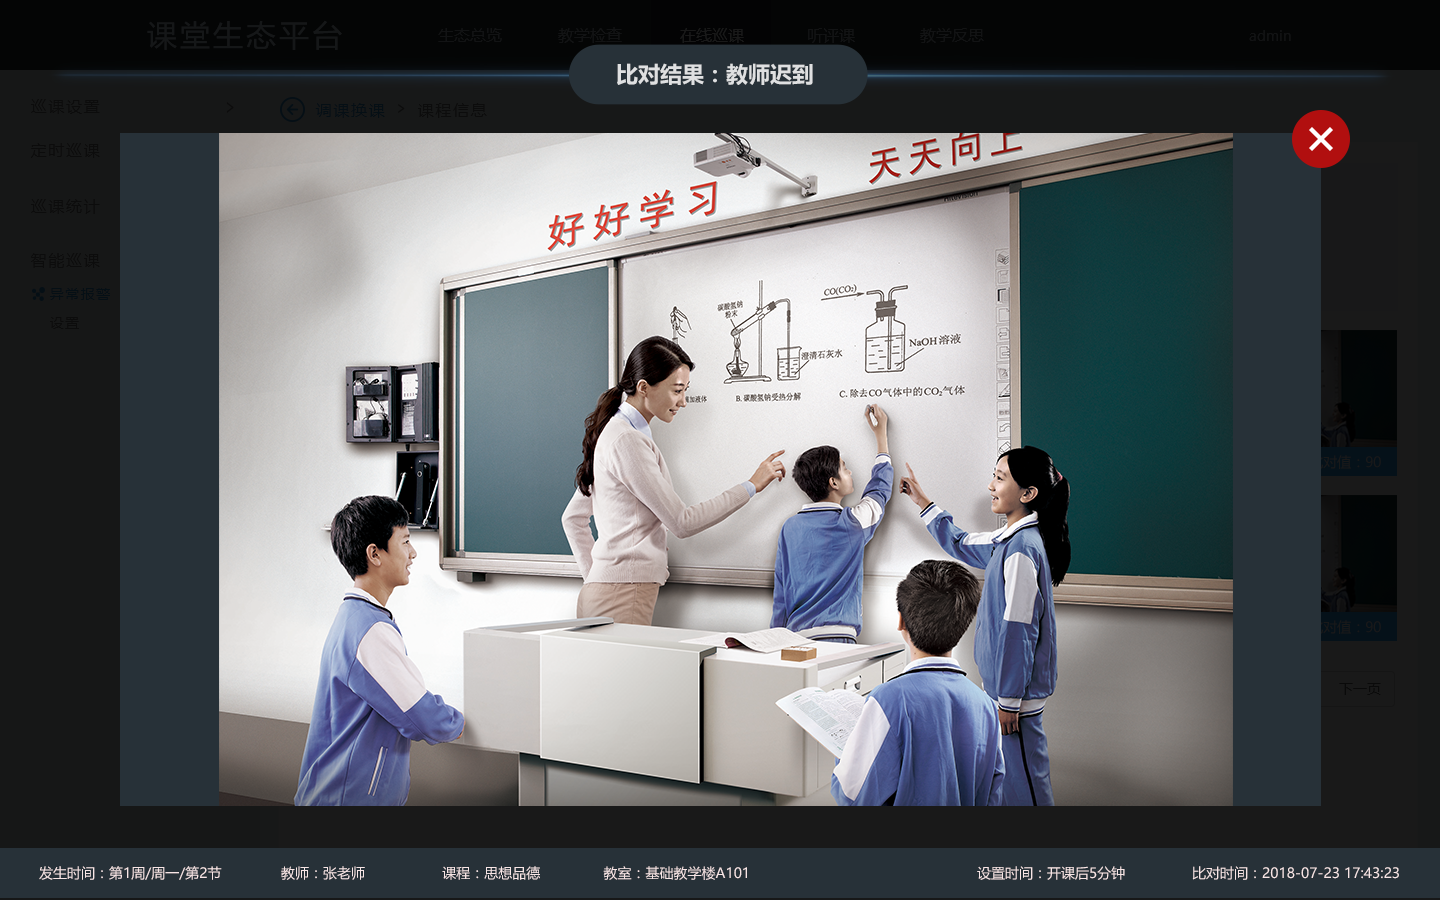 课堂生态平台 生态总览 教学检查 在线巡课 听评课 教学反思 admin
比对结果：教师迟到
巡课设置 >
调课换课 > 课程信息
定时巡课
巡课统计
智能巡课
异常报警
设置
天天向上
好好学习
CO(CO₂)
碳酸氢钠
粉末
NaOH 溶液
澄清石灰水
B. 碳酸氢钠受热分解
C. 除去CO气体中的CO₂气体
对值：90
对值：90
下一页
发生时间：第1周/周一/第2节 教师：张老师 课程：思想品德 教室：基础教学楼A101 设置时间：开课后5分钟 比对时间：2018-07-23 17:43:23